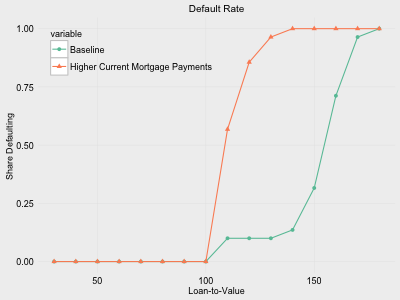 Default Rate
variable
Baseline
Higher Current Mortgage Payments
Share Defaulting
1.00
0.75
0.50
0.25
0.00
50 100 150
Loan-to-Value